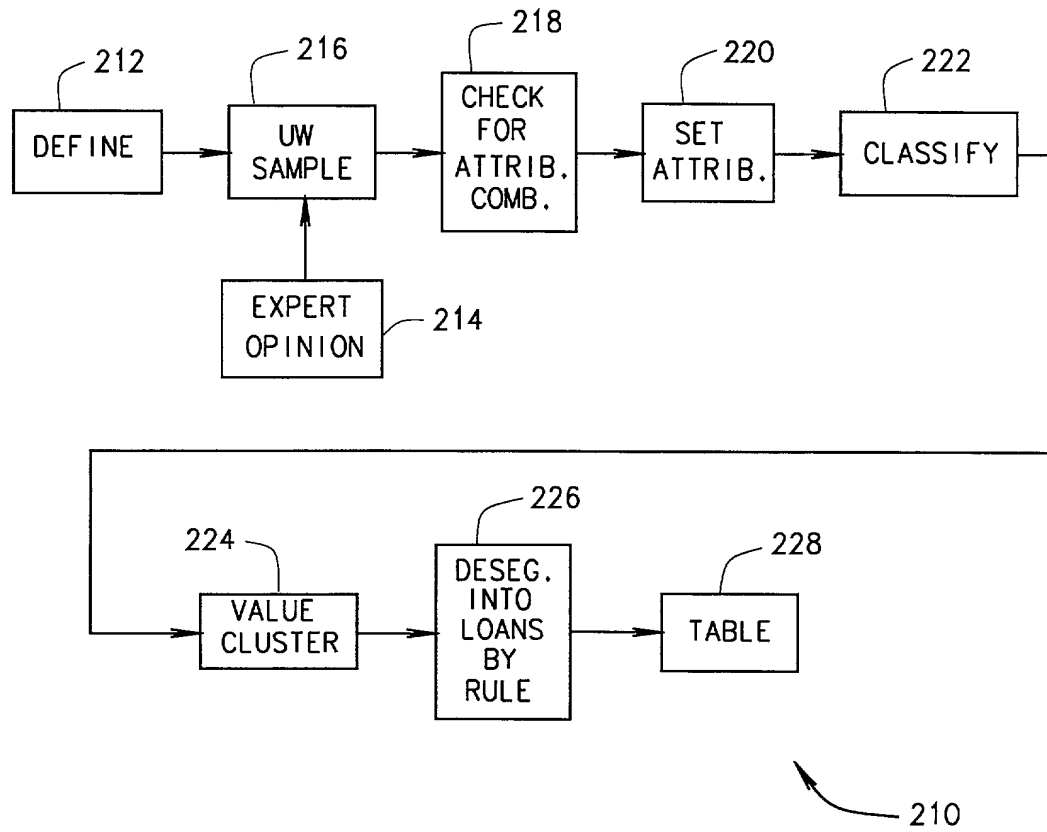 212
DEFINE
216
UW
SAMPLE
218
CHECK
FOR
ATTRIB.
COMB.
220
SET
ATTRIB.
222
CLASSIFY
EXPERT
OPINION
214
224
VALUE
CLUSTER
226
DESEG.
INTO
LOANS
BY
RULE
228
TABLE
210